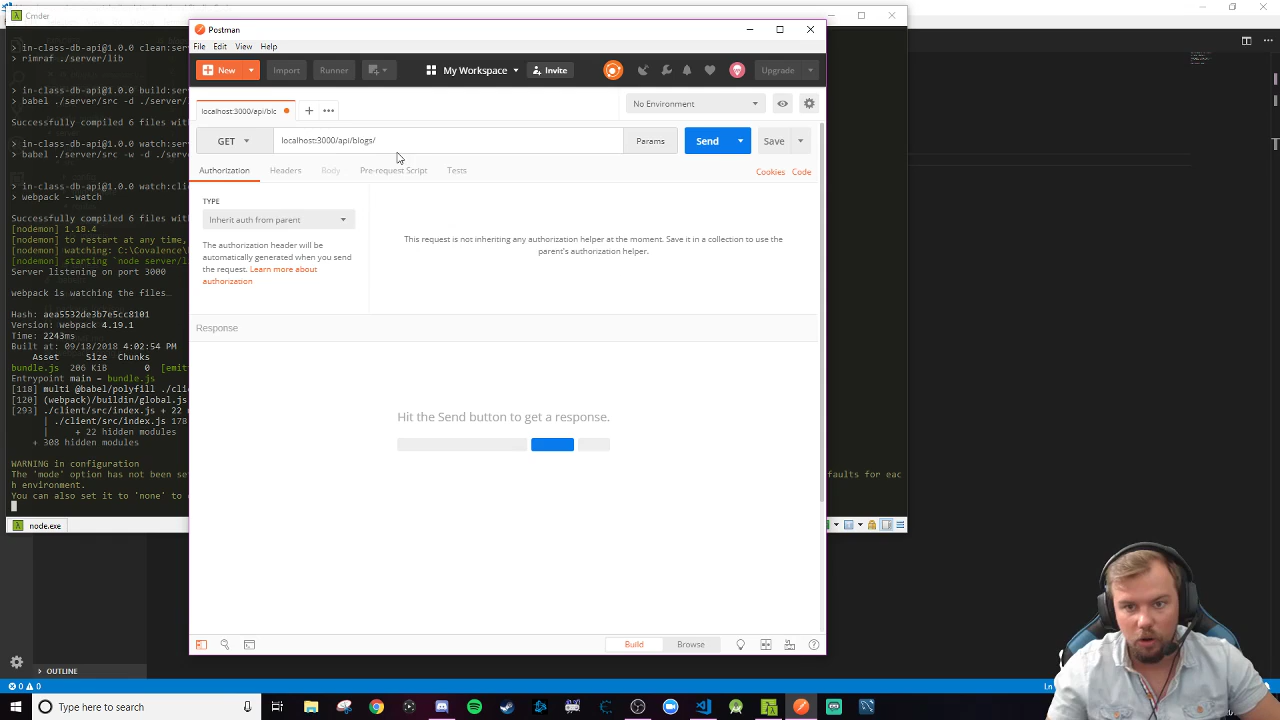 Cmder
> in-class-db-api@1.0.0 clean:ser
> rimraf ./server/lib
> in-class-db-api@1.0.0 build:ser
> babel ./server/src -d ./server/
Successfully compiled 6 files wit
> in-class-db-api@1.0.0 watch:ser
> babel ./server/src -w -d ./serv
> in-class-db-api@1.0.0 watch:cli
> webpack --watch
Successfully compiled 6 files wit
[nodemon] 1.18.4
[nodemon] to restart at any time,
[nodemon] watching: C:\Covalence\
[nodemon] starting `node server/l
Server listening on port 3000
webpack is watching the files…
Hash: aea5532de3b7e5cc8101
Version: webpack 4.19.1
Time: 2243ms
Built at: 09/18/2018 4:02:54 PM
Asset Size Chunks
bundle.js 206 KiB 0 [emit
Entrypoint main = bundle.js
[118] multi @babel/polyfill ./cli
[120] (webpack)/buildin/global.js
[293] ./client/src/index.js + 22
| ./client/src/index.js 178
| + 22 hidden modules
+ 308 hidden modules
WARNING in configuration
The 'mode' option has not been se
faults for eac
h environment.
You can also set it to 'none' to
node.exe
Postman
File Edit View Help
New Import Runner My Workspace Invite Upgrade
localhost:3000/api/blo
No Environment
GET localhost:3000/api/blogs/ Params Send Save
Authorization Headers Body Pre-request Script Tests Cookies Code
TYPE
Inherit auth from parent
The authorization header will be
automatically generated when you send
the request. Learn more about
authorization
This request is not inheriting any authorization helper at the moment. Save it in a collection to use the
parent's authorization helper.
Response
Hit the Send button to get a response.
Build Browse
OUTLINE
0 0
Type here to search